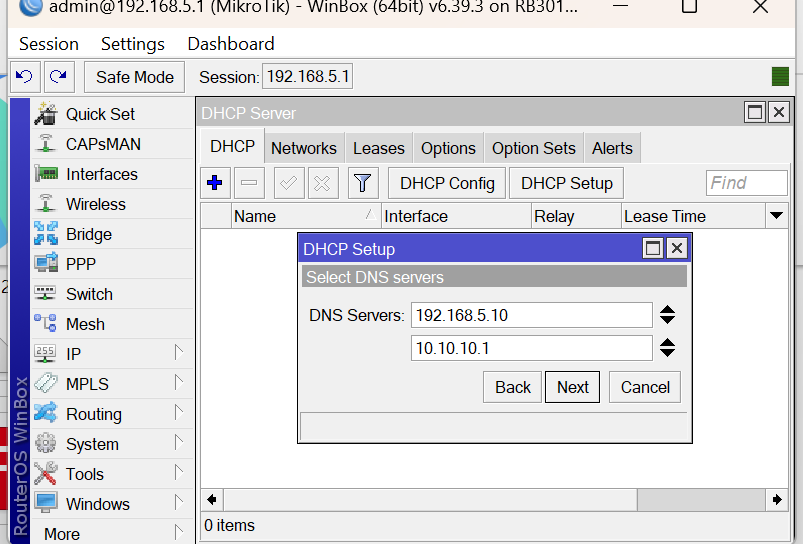 admin@192.168.5.1 (MikroTik) - WinBox (64bit) v6.39.3 on RB301...
Session Settings Dashboard
Safe Mode Session: 192.168.5.1
Quick Set
CAPsMAN
Interfaces
Wireless
Bridge
PPP
Switch
Mesh
IP
MPLS
Routing
System
Tools
Windows
More
RouterOS WinBox
DHCP Server
DHCP Networks Leases Options Option Sets Alerts
DHCP Config DHCP Setup Find
Name Interface Relay Lease Time
DHCP Setup
Select DNS servers
DNS Servers: 192.168.5.10
10.10.10.1
Back Next Cancel
0 items